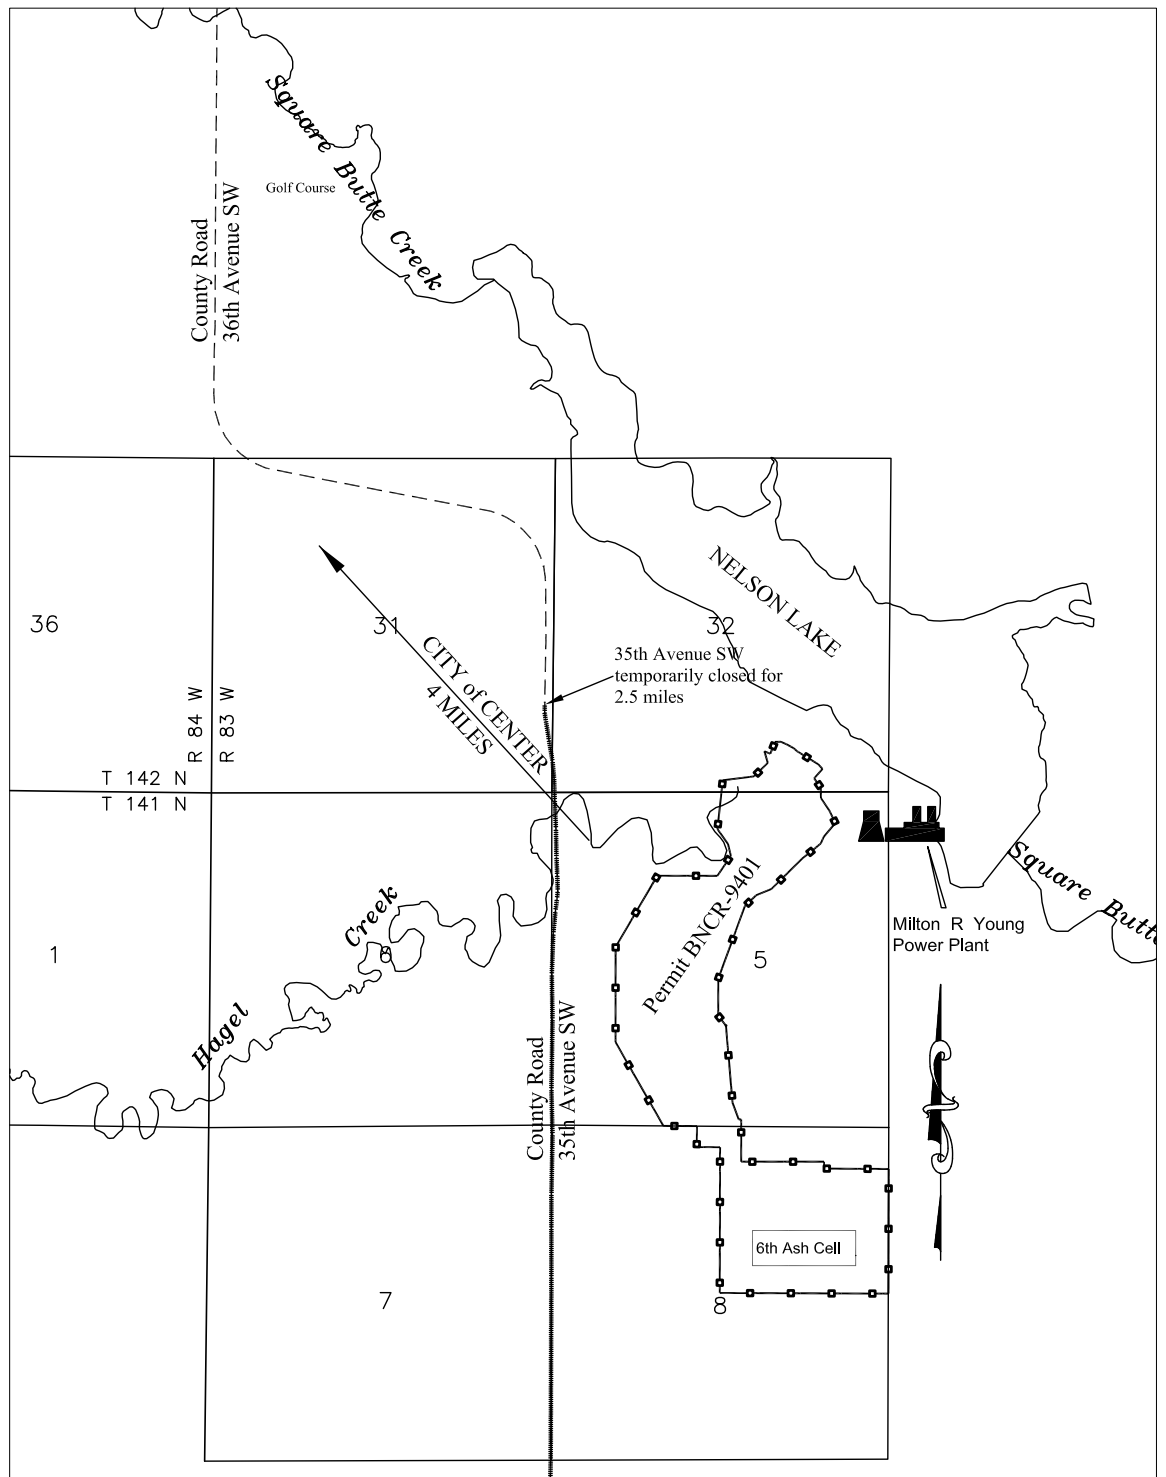 Square Butte Creek
Golf Course
County Road
36th Avenue SW
NELSON LAKE
36
31
32
CITY of CENTER
4 MILES
35th Avenue SW
temporarily closed for
2.5 miles
R 84 W
R 83 W
T 142 N
T 141 N
Square Butte
Milton R Young
Power Plant
Permit BNCR-9401
Hagel Creek
1
6
5
County Road
35th Avenue SW
6th Ash Cell
7
8